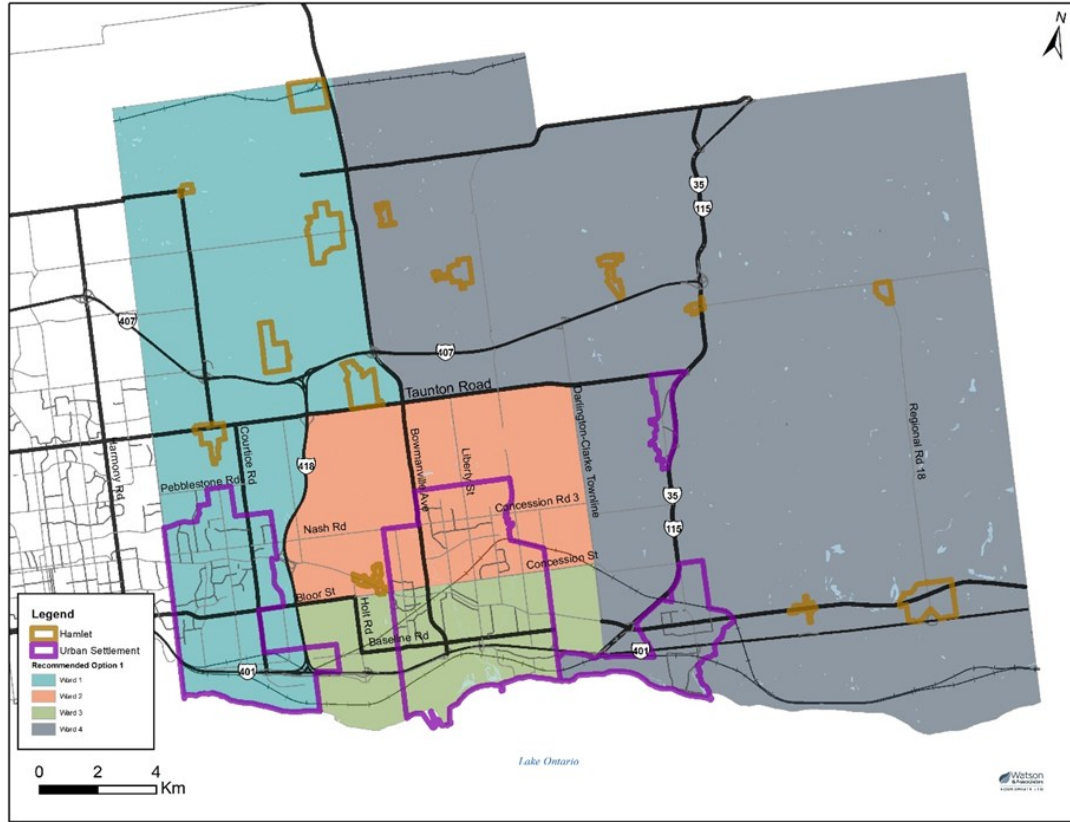 N
35
115
407
407
Taunton Road
Harmony Rd
Courtice Rd
418
Bowmanville Ave
Liberty St
Darlington-Clarke Townline
Regional Rd 18
Pebblestone Rd
Nash Rd
Concession Rd 3
35
115
Bloor St
Holt Rd
Concession St
Baseline Rd
401
401
Legend
Hamlet
Urban Settlement
Recommended Option 1
Ward 1
Ward 2
Ward 3
Ward 4
0 2 4
Km
Lake Ontario
Watson